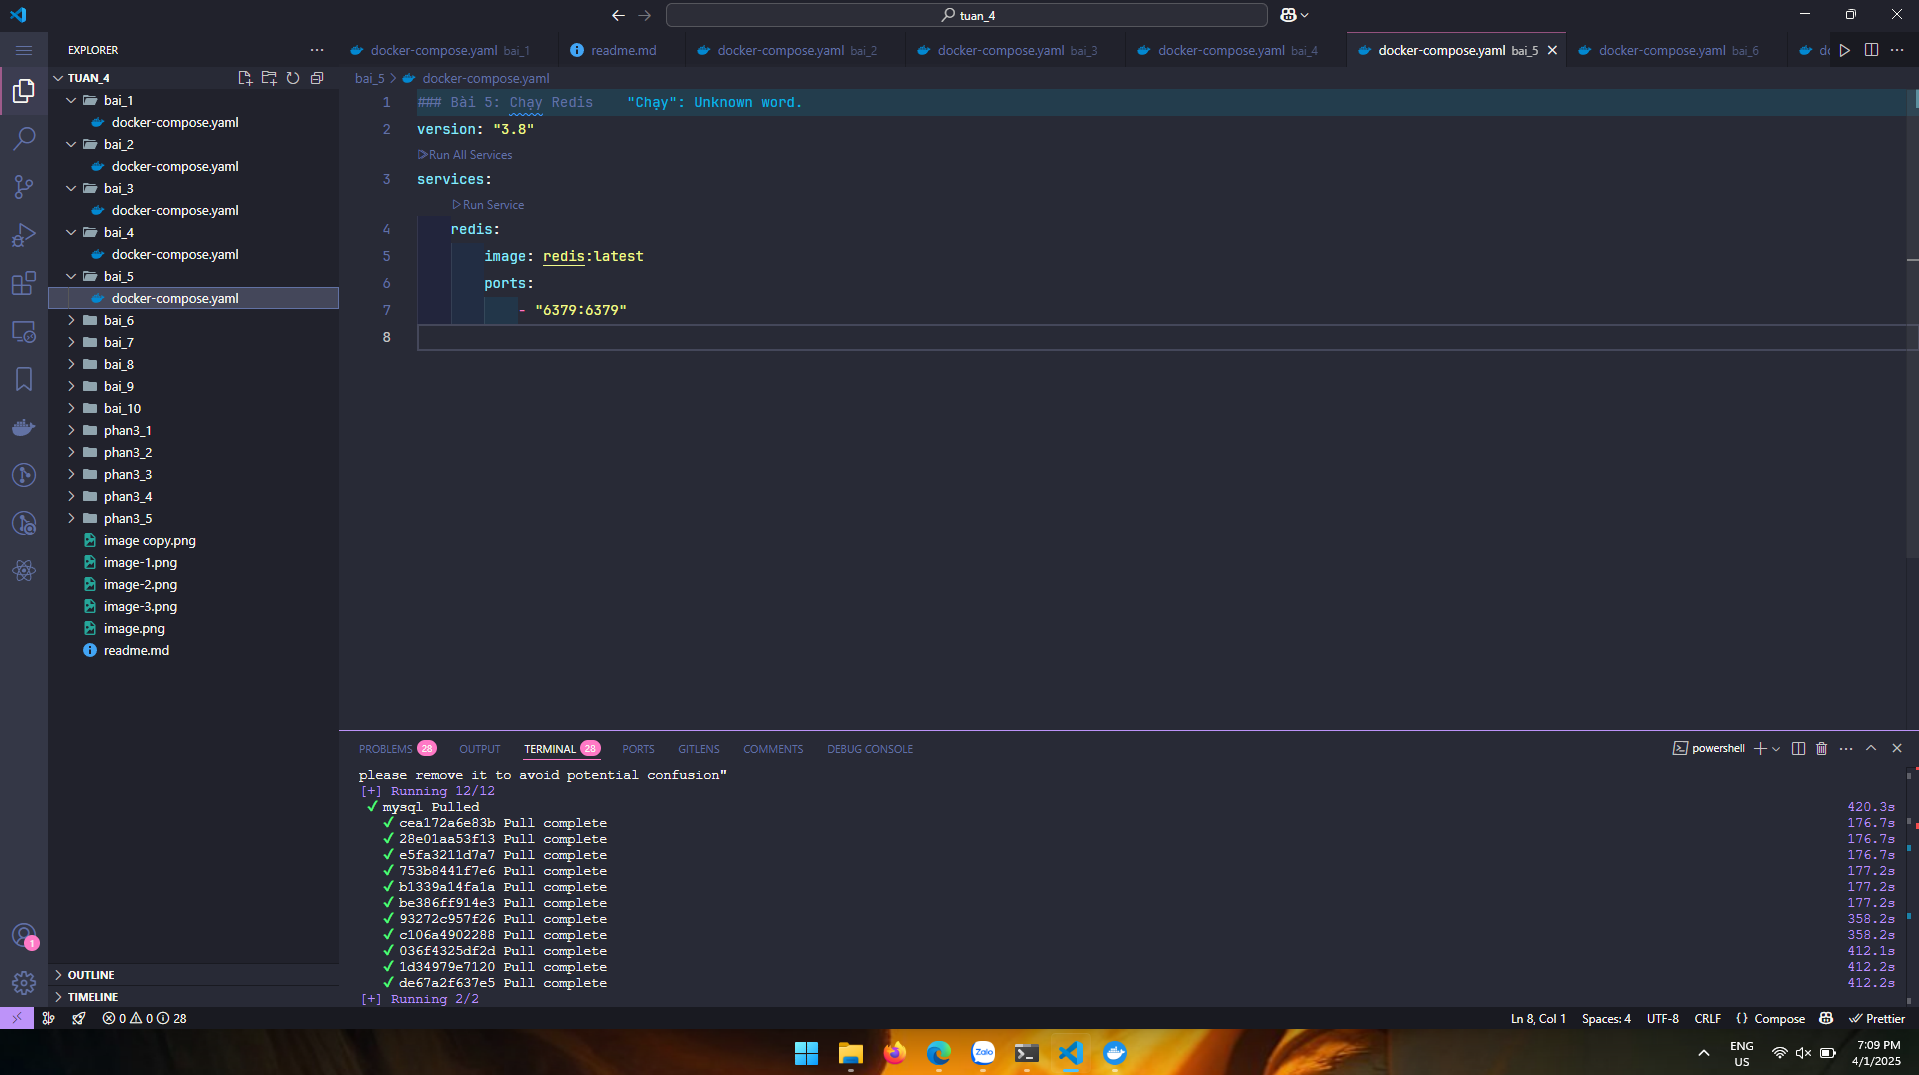 tuan_4
EXPLORER
docker-compose.yaml bai_1
readme.md
docker-compose.yaml bai_2
docker-compose.yaml bai_3
docker-compose.yaml bai_4
docker-compose.yaml bai_5
docker-compose.yaml bai_6
TUAN_4
bai_1
docker-compose.yaml
bai_2
docker-compose.yaml
bai_3
docker-compose.yaml
bai_4
docker-compose.yaml
bai_5
docker-compose.yaml
bai_6
bai_7
bai_8
bai_9
bai_10
phan3_1
phan3_2
phan3_3
phan3_4
phan3_5
image copy.png
image-1.png
image-2.png
image-3.png
image.png
readme.md
OUTLINE
TIMELINE
bai_5 > docker-compose.yaml
1 ### Bài 5: Chạy Redis "Chạy": Unknown word.
2 version: "3.8"
Run All Services
3 services:
Run Service
4 redis:
5 image: redis:latest
6 ports:
7 - "6379:6379"
8
PROBLEMS 28 OUTPUT TERMINAL 28 PORTS GITLENS COMMENTS DEBUG CONSOLE
powershell
please remove it to avoid potential confusion"
[+] Running 12/12
✔ mysql Pulled 420.3s
✔ cea172a6e83b Pull complete 176.7s
✔ 28e01aa53f13 Pull complete 176.7s
✔ e5fa3211d7a7 Pull complete 176.7s
✔ 753b8441f7e6 Pull complete 177.2s
✔ b1339a14fa1a Pull complete 177.2s
✔ be386ff914e3 Pull complete 177.2s
✔ 93272c957f26 Pull complete 358.2s
✔ c106a4902288 Pull complete 358.2s
✔ 036f4325df2d Pull complete 412.1s
✔ 1d34979e7120 Pull complete 412.2s
✔ de67a2f637e5 Pull complete 412.2s
[+] Running 2/2
1
0 0 28
Ln 8, Col 1 Spaces: 4 UTF-8 CRLF {} Compose Prettier
Zalo
ENG
US
7:09 PM
4/1/2025